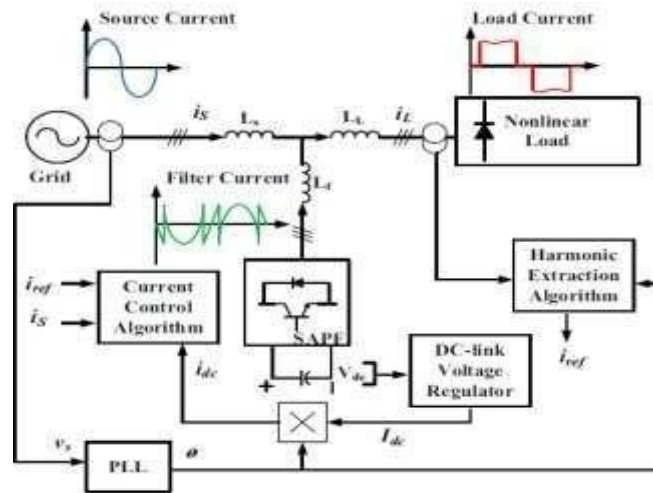 Source Current
Load Current
iS
Ls
LL
iL
Nonlinear
Load
Grid
Filter Current
Lf
iref
iS
Current
Control
Algorithm
Harmonic
Extraction
Algorithm
SAPF
iref
idc
+
Vdc
DC-link
Voltage
Regulator
Idc
vs
PLL
ø